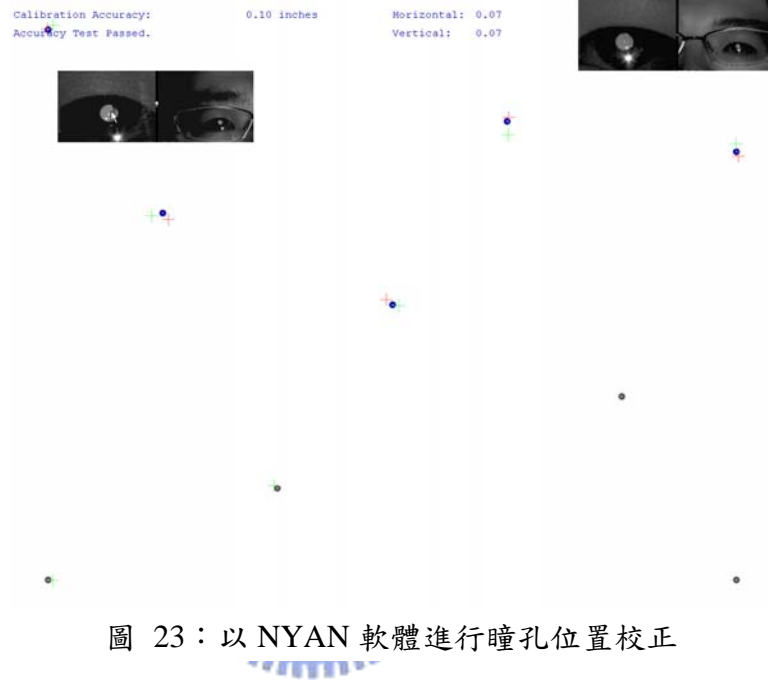 Calibration Accuracy: 0.10 inches Horizontal: 0.07
Accuracy Test Passed. Vertical: 0.07
圖 23：以 NYAN 軟體進行瞳孔位置校正